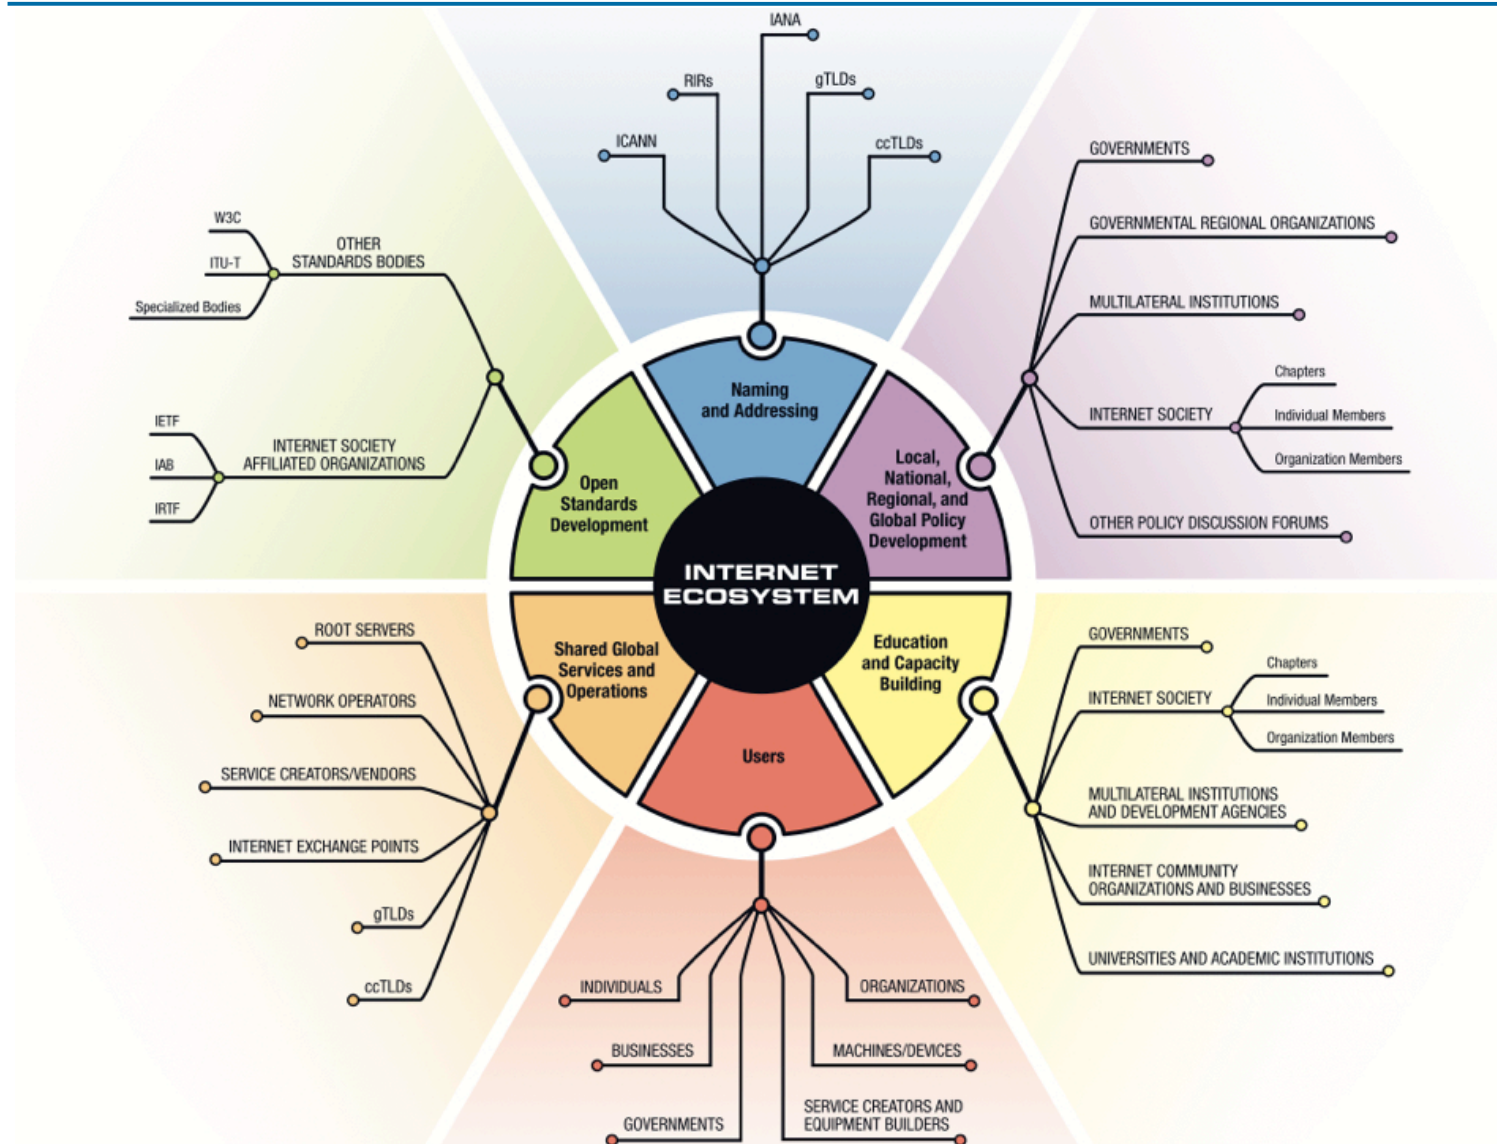 IANA
RIRs
gTLDs
ICANN
ccTLDs
Naming
and Addressing
GOVERNMENTS
GOVERNMENTAL REGIONAL ORGANIZATIONS
MULTILATERAL INSTITUTIONS
Chapters
INTERNET SOCIETY
Individual Members
Organization Members
OTHER POLICY DISCUSSION FORUMS
Local,
National,
Regional, and
Global Policy
Development
W3C
OTHER
STANDARDS BODIES
ITU-T
Specialized Bodies
IETF
INTERNET SOCIETY
AFFILIATED ORGANIZATIONS
IAB
IRTF
Open
Standards
Development
INTERNET
ECOSYSTEM
Shared Global
Services and
Operations
ROOT SERVERS
NETWORK OPERATORS
SERVICE CREATORS/VENDORS
INTERNET EXCHANGE POINTS
gTLDs
ccTLDs
Education
and Capacity
Building
GOVERNMENTS
Chapters
INTERNET SOCIETY
Individual Members
Organization Members
MULTILATERAL INSTITUTIONS
AND DEVELOPMENT AGENCIES
INTERNET COMMUNITY
ORGANIZATIONS AND BUSINESSES
UNIVERSITIES AND ACADEMIC INSTITUTIONS
Users
INDIVIDUALS
ORGANIZATIONS
BUSINESSES
MACHINES/DEVICES
GOVERNMENTS
SERVICE CREATORS AND
EQUIPMENT BUILDERS